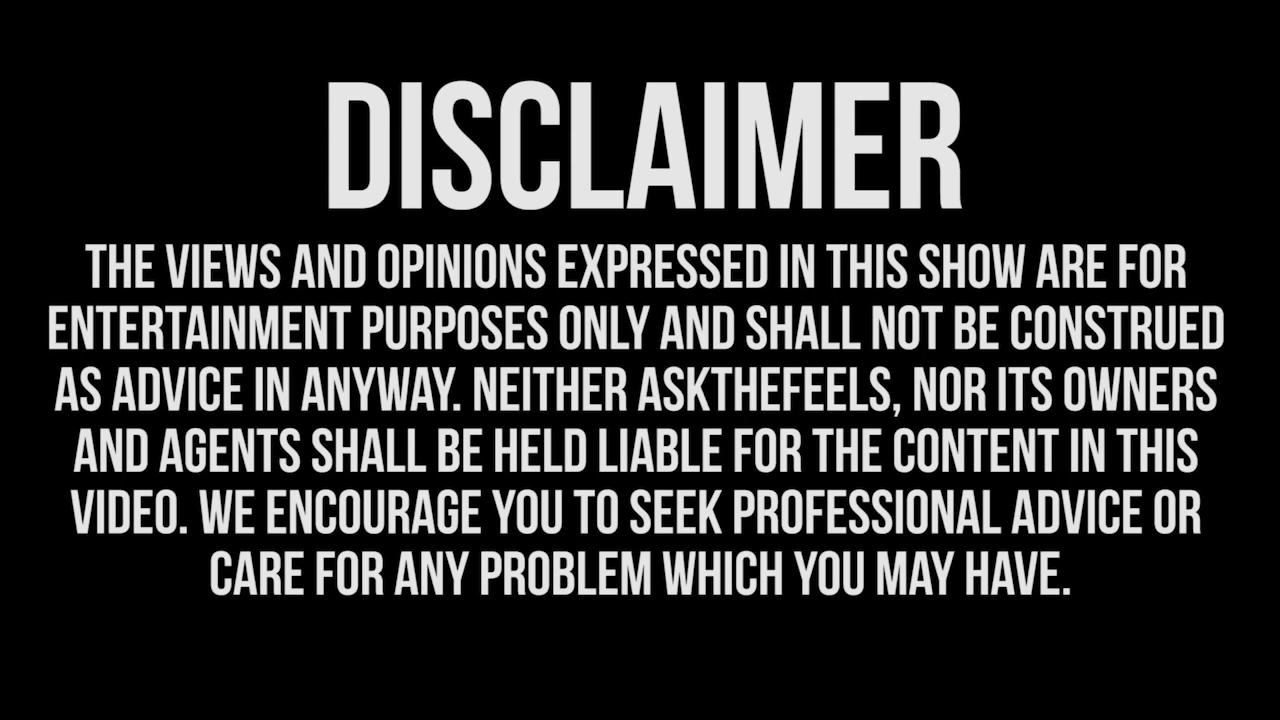 DISCLAIMER
THE VIEWS AND OPINIONS EXPRESSED IN THIS SHOW ARE FOR
ENTERTAINMENT PURPOSES ONLY AND SHALL NOT BE CONSTRUED
AS ADVICE IN ANYWAY. NEITHER ASKTHEFEELS, NOR ITS OWNERS
AND AGENTS SHALL BE HELD LIABLE FOR THE CONTENT IN THIS
VIDEO. WE ENCOURAGE YOU TO SEEK PROFESSIONAL ADVICE OR
CARE FOR ANY PROBLEM WHICH YOU MAY HAVE.